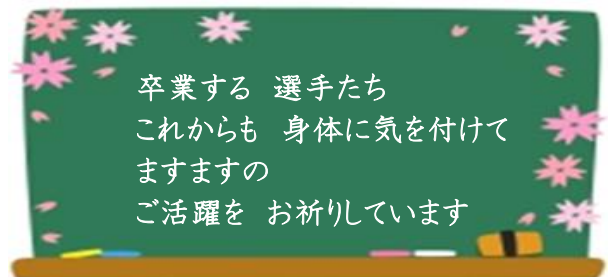 卒業する　選手たち
これからも　身体に気を付けて
ますますの
ご活躍を　お祈りしています